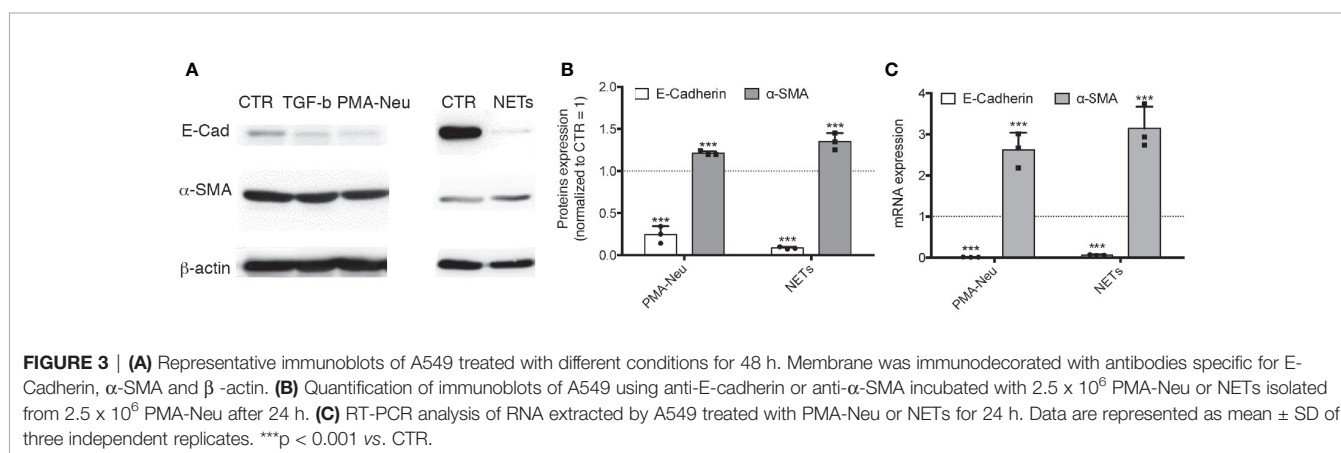 A
CTR TGF-b PMA-Neu
CTR NETs
E-Cad
α-SMA
β-actin
B
E-Cadherin
α-SMA
Proteins expression
(normalized to CTR = 1)
2.0
1.5
1.0
0.5
0.0
***
***
***
***
PMA-Neu
NETs
C
E-Cadherin
α-SMA
mRNA expression
4
3
2
1
0
***
***
***
***
PMA-Neu
NETs
FIGURE 3 | (A) Representative immunoblots of A549 treated with different conditions for 48 h. Membrane was immunodecorated with antibodies specific for E-
Cadherin, α-SMA and β -actin. (B) Quantification of immunoblots of A549 using anti-E-cadherin or anti-α-SMA incubated with 2.5 x 10⁶ PMA-Neu or NETs isolated
from 2.5 x 10⁶ PMA-Neu after 24 h. (C) RT-PCR analysis of RNA extracted by A549 treated with PMA-Neu or NETs for 24 h. Data are represented as mean ± SD of
three independent replicates. ***p < 0.001 vs. CTR.